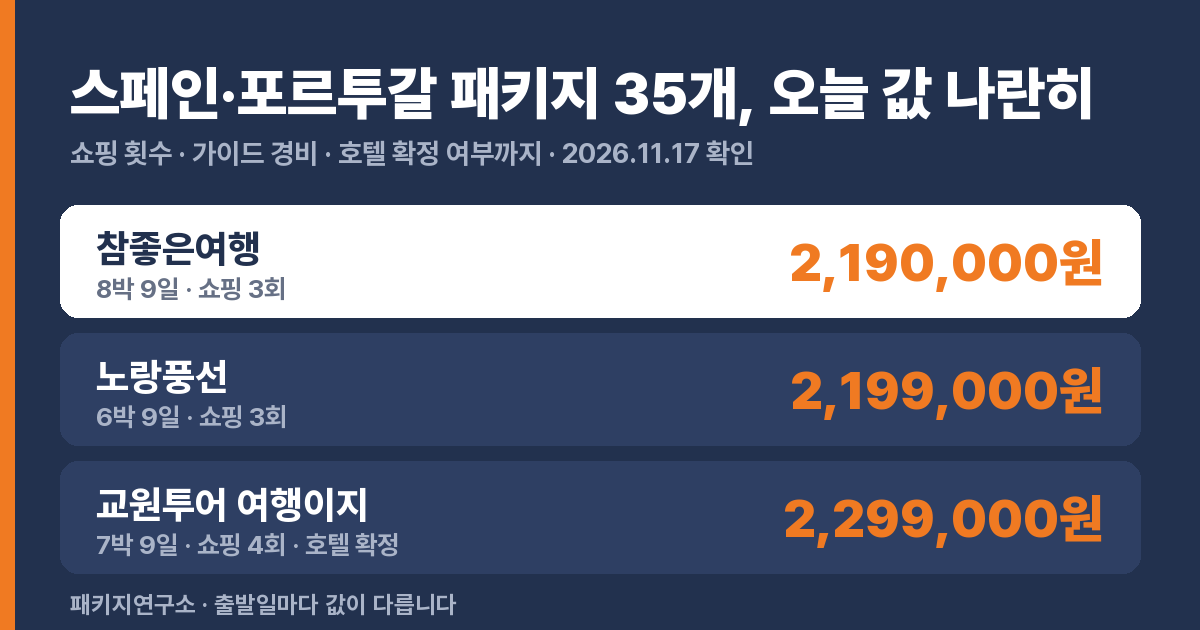 스페인·포르투갈 패키지 35개, 오늘 값 나란히
쇼핑 횟수 · 가이드 경비 · 호텔 확정 여부까지 · 2026.11.17 확인
참좋은여행
8박 9일 · 쇼핑 3회
2,190,000원
노랑풍선
6박 9일 · 쇼핑 3회
2,199,000원
교원투어 여행이지
7박 9일 · 쇼핑 4회 · 호텔 확정
2,299,000원
패키지연구소 · 출발일마다 값이 다릅니다